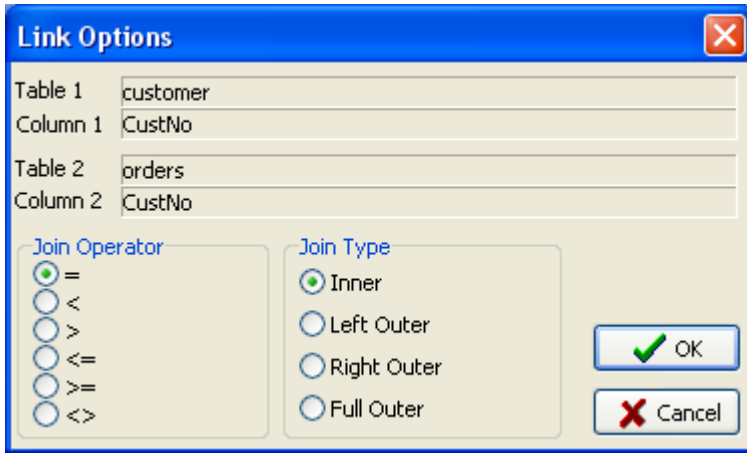 Link Options
Table 1 customer
Column 1 CustNo
Table 2 orders
Column 2 CustNo
Join Operator
=
<
>
<=
>=
<>
Join Type
Inner
Left Outer
Right Outer
Full Outer
OK
Cancel